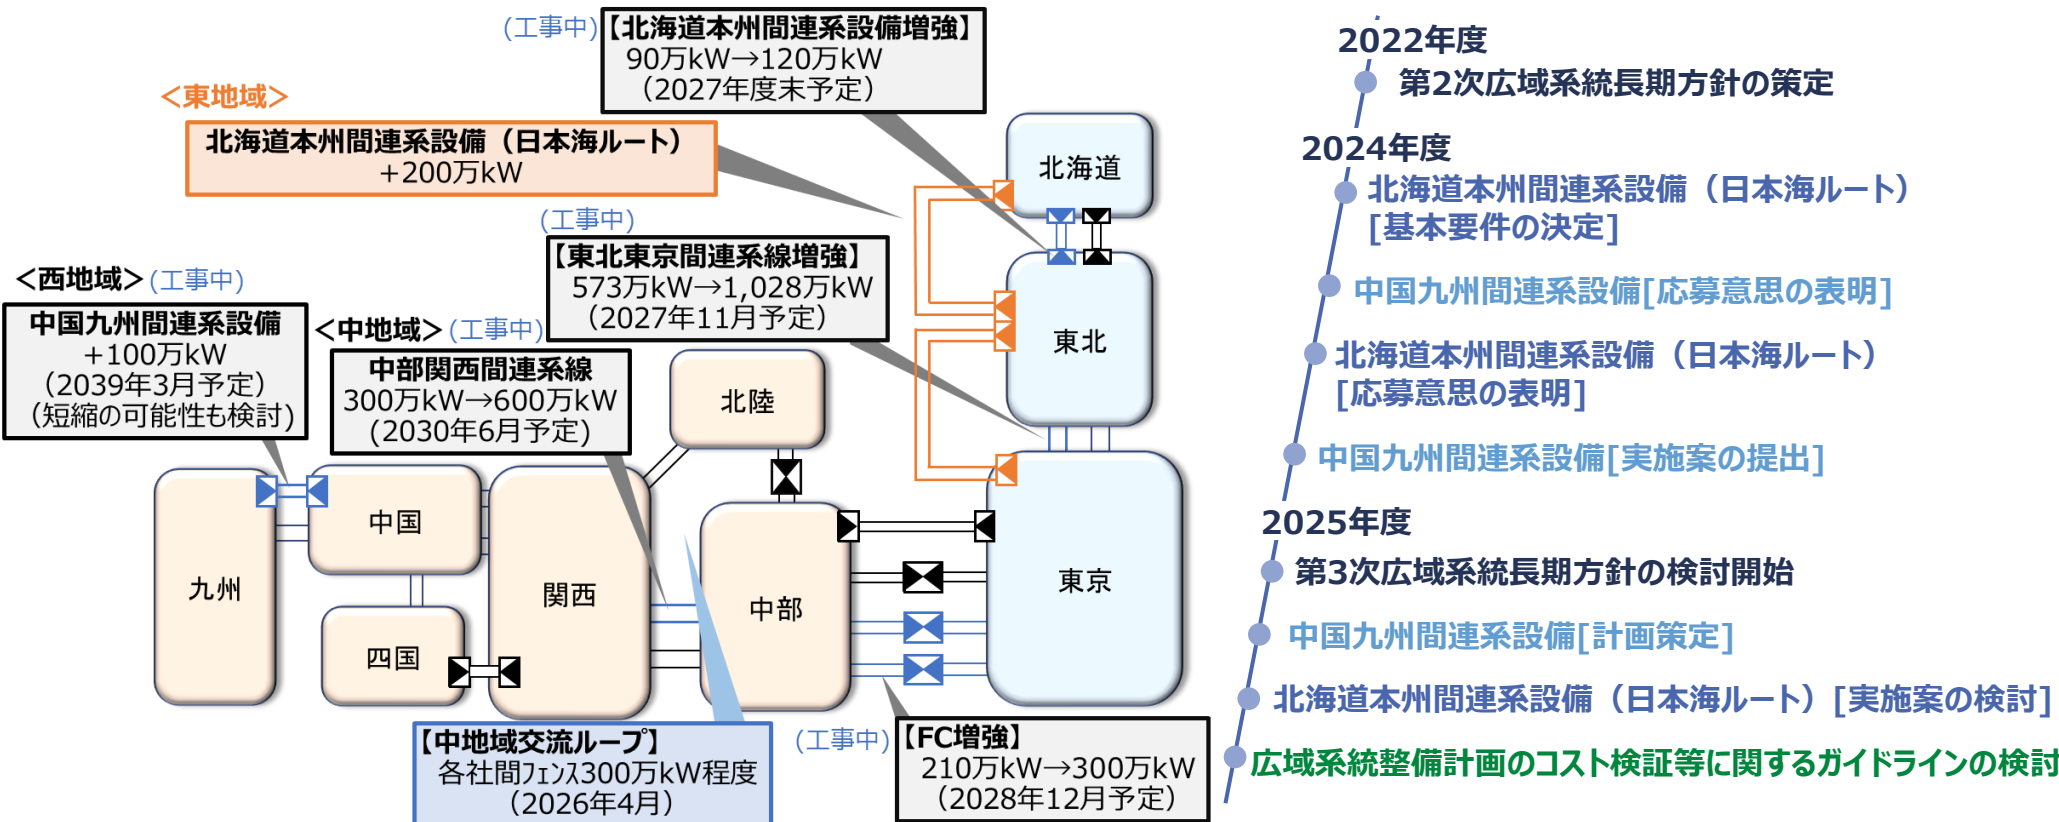 (工事中)
【北海道本州間連系設備増強】
90万kW→120万kW
（2027年度末予定）
＜東地域＞
北海道本州間連系設備（日本海ルート）
+200万kW
(工事中)
【東北東京間連系線増強】
573万kW→1,028万kW
（2027年11月予定）
＜西地域＞
(工事中)
中国九州間連系設備
+100万kW
（2039年3月予定）
（短縮の可能性も検討)
＜中地域＞
(工事中)
中部関西間連系線
300万kW→600万kW
(2030年6月予定)
北海道
東北
北陸
東京
中部
関西
中国
四国
九州
【中地域交流ループ】
各社間ﾌｪﾝｽ300万kW程度
（2026年4月）
(工事中)
【FC増強】
210万kW→300万kW
（2028年12月予定）
2022年度
第2次広域系統長期方針の策定
2024年度
北海道本州間連系設備（日本海ルート）
[基本要件の決定]
中国九州間連系設備[応募意思の表明]
北海道本州間連系設備（日本海ルート）
[応募意思の表明]
中国九州間連系設備[実施案の提出]
2025年度
第3次広域系統長期方針の検討開始
中国九州間連系設備[計画策定]
北海道本州間連系設備（日本海ルート）[実施案の検討]
広域系統整備計画のコスト検証等に関するガイドラインの検討